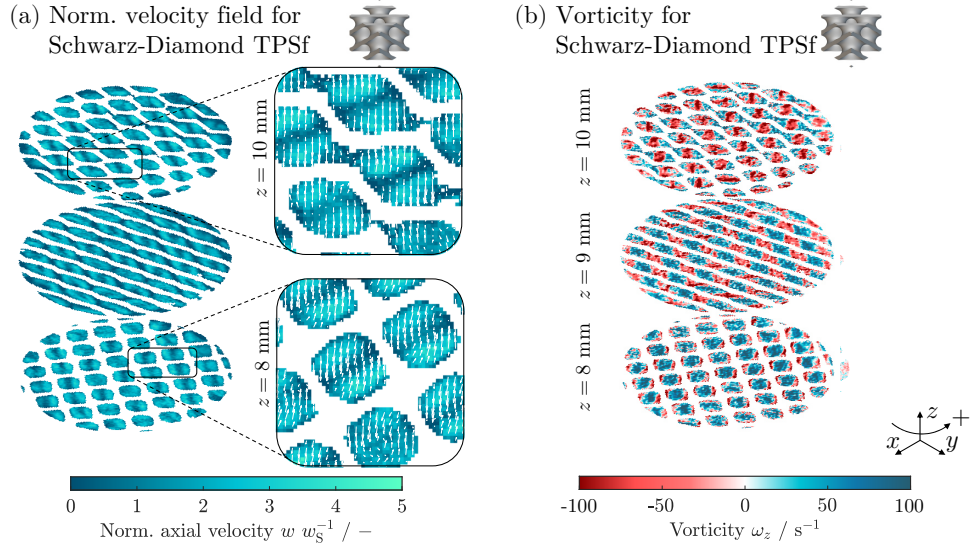 (a) Norm. velocity field for
Schwarz-Diamond TPSf
z = 10 mm
z = 8 mm
0 1 2 3 4 5
Norm. axial velocity w w_S^{-1} / −
(b) Vorticity for
Schwarz-Diamond TPSf
z = 10 mm
z = 9 mm
z = 8 mm
z
+
x
y
-100 -50 0 50 100
Vorticity ω_z / s^{-1}